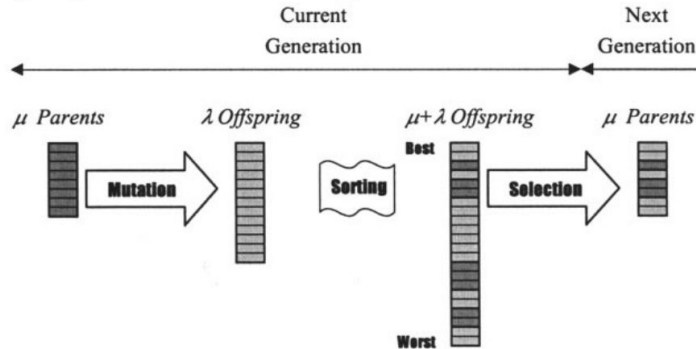 Current
Generation
Next
Generation
μ Parents
λ Offspring
μ+λ Offspring
μ Parents
Best
Mutation
Sorting
Selection
Worst